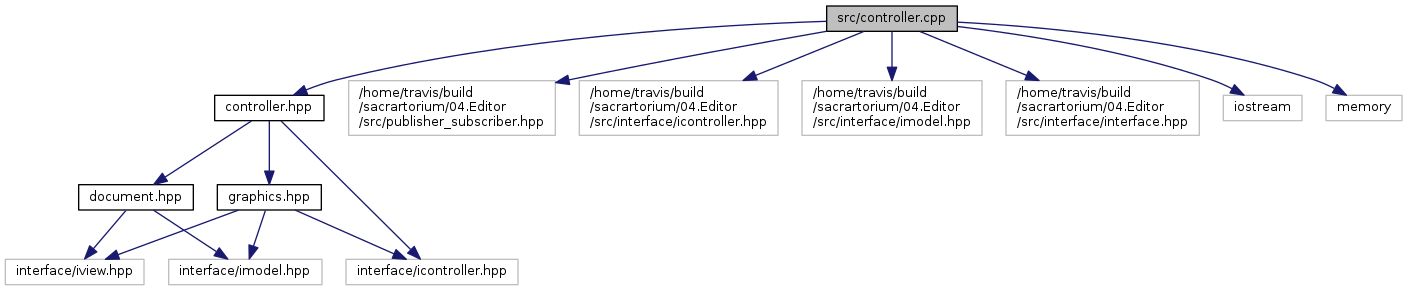 src/controller.cpp
controller.hpp
/home/travis/build
/sacrartorium/04.Editor
/src/publisher_subscriber.hpp
/home/travis/build
/sacrartorium/04.Editor
/src/interface/icontroller.hpp
/home/travis/build
/sacrartorium/04.Editor
/src/interface/imodel.hpp
/home/travis/build
/sacrartorium/04.Editor
/src/interface/interface.hpp
iostream
memory
document.hpp
graphics.hpp
interface/iview.hpp
interface/imodel.hpp
interface/icontroller.hpp